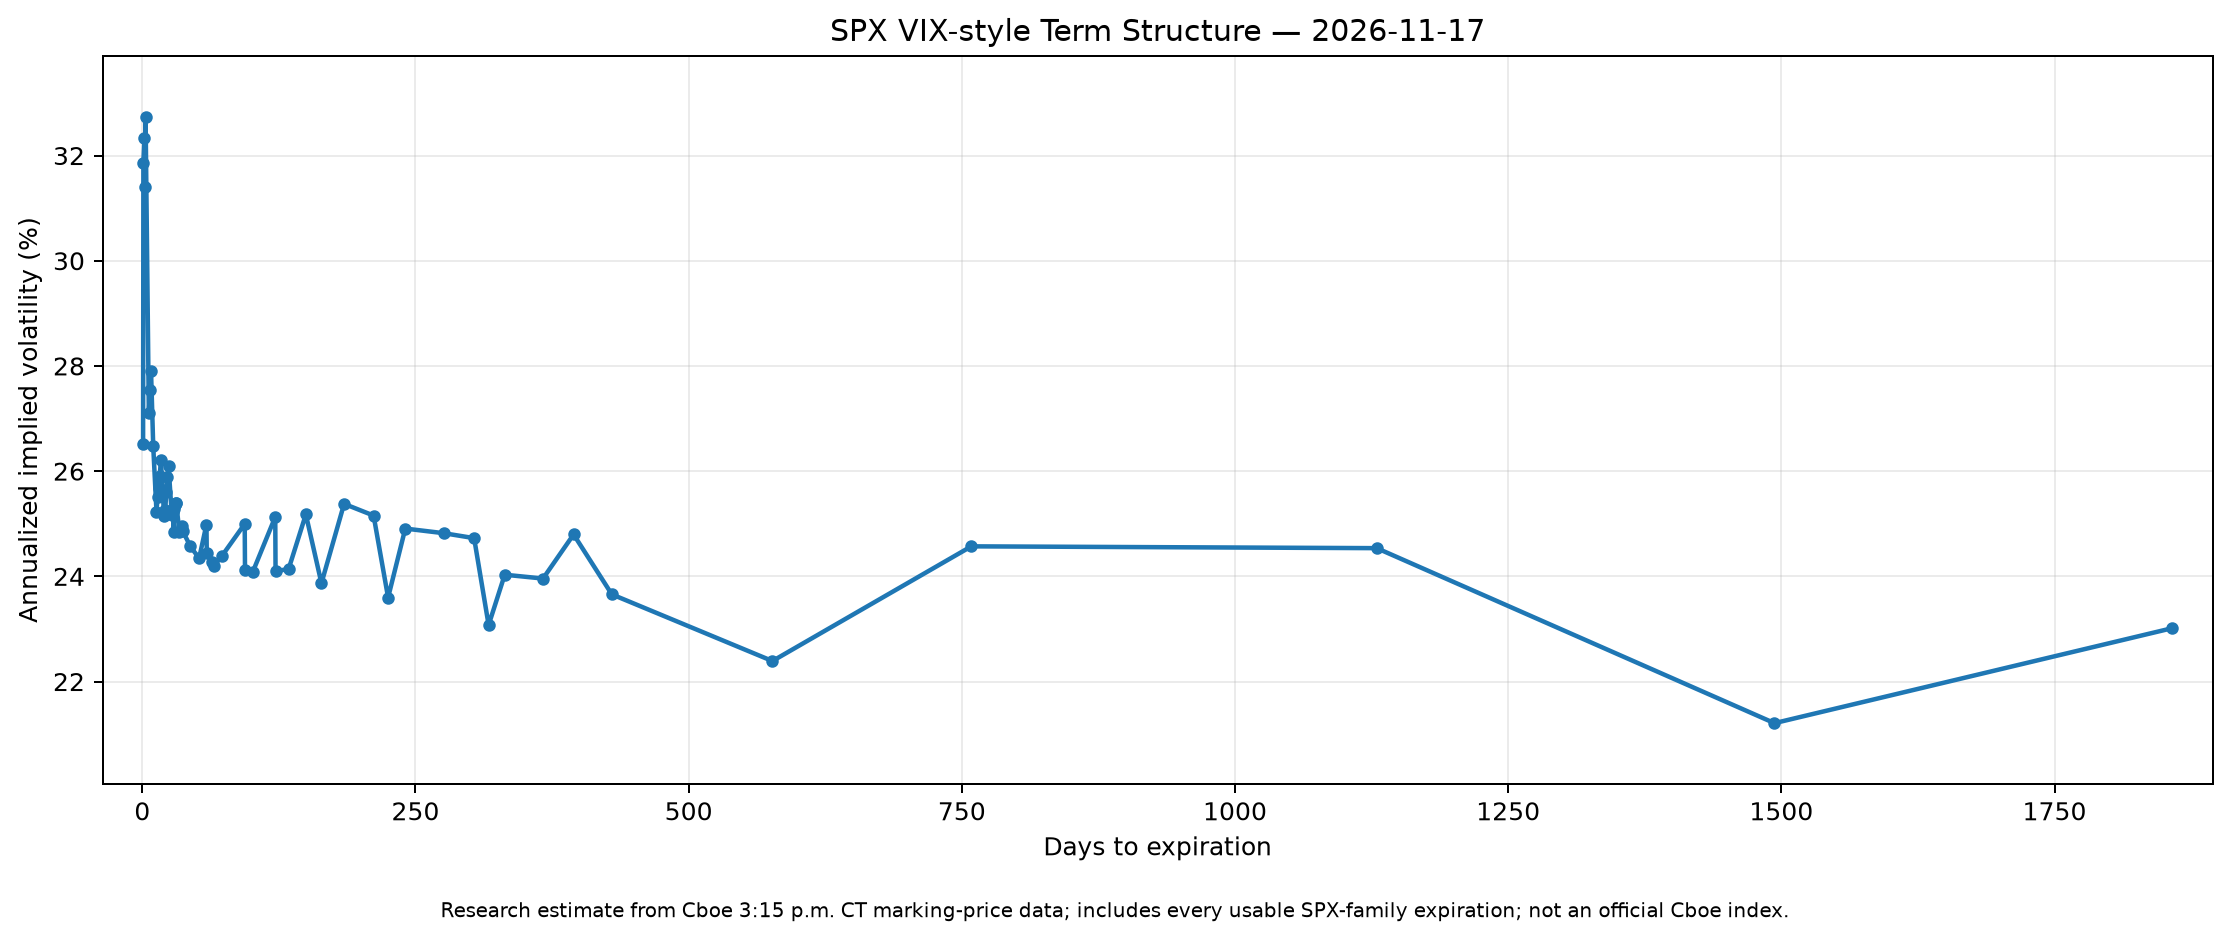 SPX VIX-style Term Structure — 2026-11-17
Annualized implied volatility (%)
32
30
28
26
24
22
0 250 500 750 1000 1250 1500 1750
Days to expiration
Research estimate from Cboe 3:15 p.m. CT marking-price data; includes every usable SPX-family expiration; not an official Cboe index.